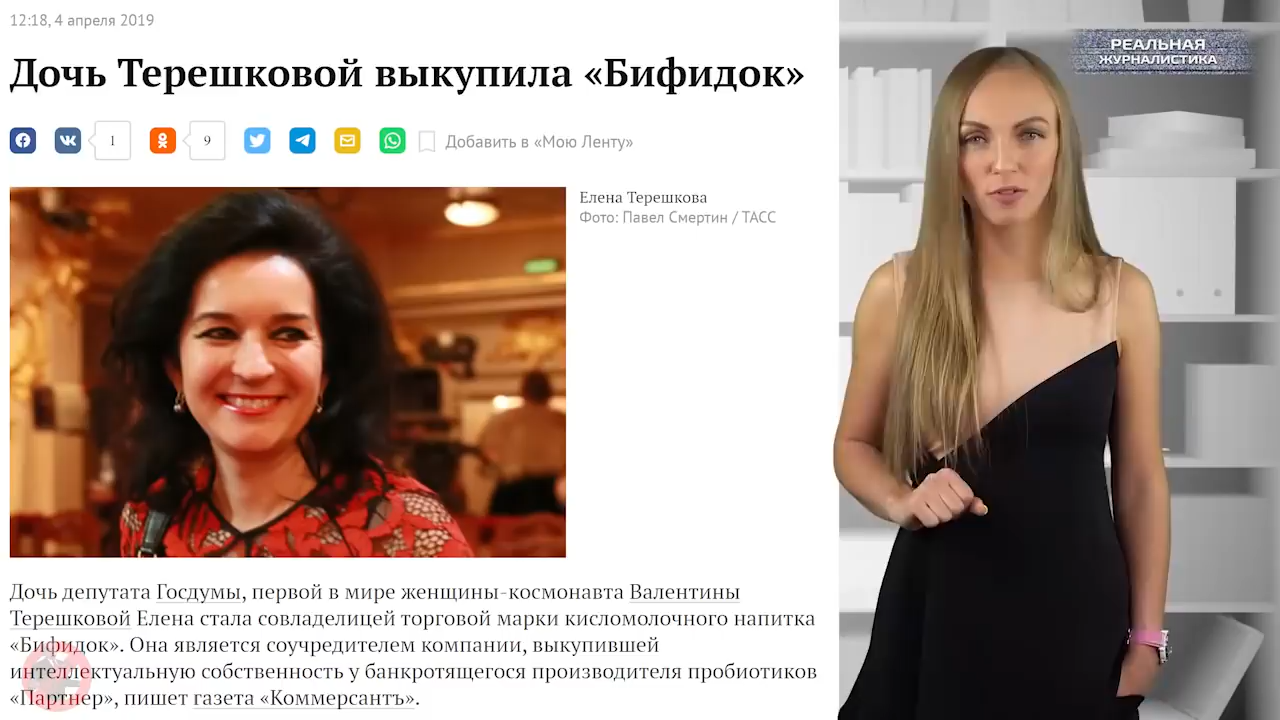 12:18, 4 апреля 2019
Дочь Терешковой выкупила «Бифидок»
1
9
Добавить в «Мою Ленту»
Елена Терешкова
Фото: Павел Смертин / ТАСС
Дочь депутата Госдумы, первой в мире женщины-космонавта Валентины
Терешковой Елена стала совладелицей торговой марки кисломолочного напитка
«Бифидок». Она является соучредителем компании, выкупившей
интеллектуальную собственность у банкротящегося производителя пробиотиков
«Партнер», пишет газета «Коммерсантъ».
РЕАЛЬНАЯ
ЖУРНАЛИСТИКА